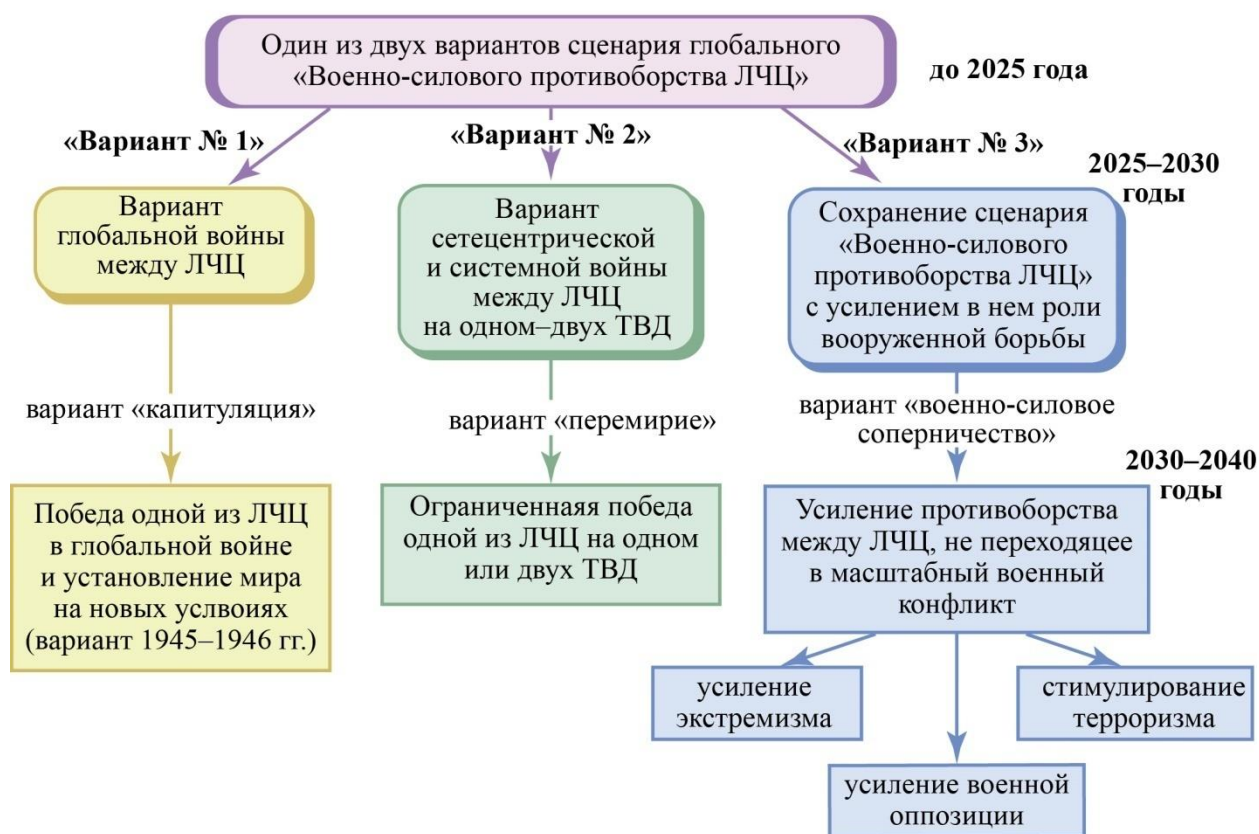 Один из двух вариантов сценария глобального
«Военно-силового противоборства ЛЧЦ»
до 2025 года
«Вариант № 1»
«Вариант № 2»
«Вариант № 3»
2025–2030
годы
Вариант
глобальной войны
между ЛЧЦ
Вариант
сетецентрической
и системной войны
между ЛЧЦ
на одном–двух ТВД
Сохранение сценария
«Военно-силового
противоборства ЛЧЦ»
с усилением в нем роли
вооруженной борьбы
вариант «капитуляция»
вариант «перемирие»
вариант «военно-силовое
соперничество»
2030–2040
годы
Победа одной из ЛЧЦ
в глобальной войне
и установление мира
на новых услвоиях
(вариант 1945–1946 гг.)
Ограниченнаяя победа
одной из ЛЧЦ на одном
или двух ТВД
Усиление противоборства
между ЛЧЦ, не переходяцее
в масштабный военный
конфликт
усиление
экстремизма
стимулирование
терроризма
усиление военной
оппозиции